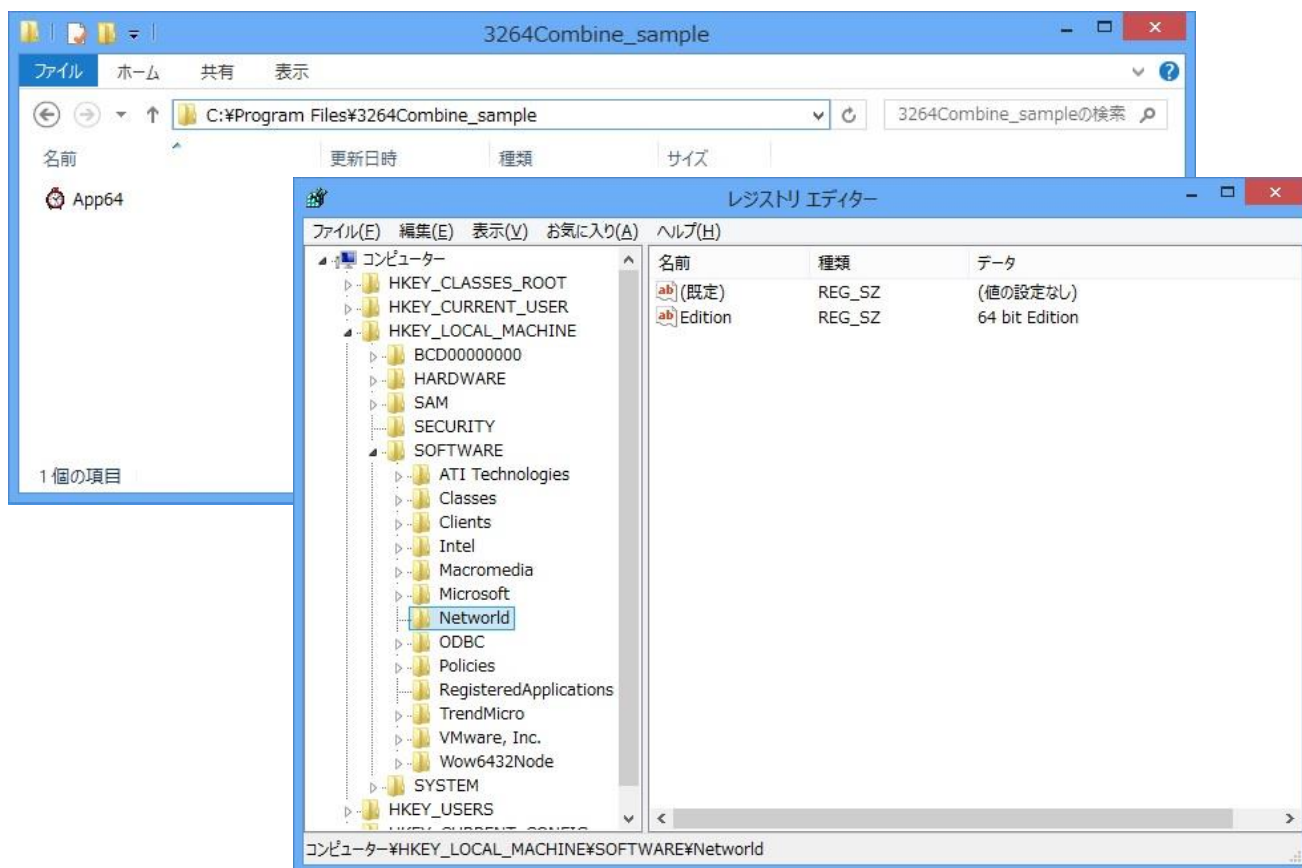 3264Combine_sample
ファイル ホーム 共有 表示
C:¥Program Files¥3264Combine_sample
3264Combine_sampleの検索
名前 更新日時 種類 サイズ
App64
1 個の項目
レジストリ エディター
ファイル(F) 編集(E) 表示(V) お気に入り(A) ヘルプ(H)
コンピューター
HKEY_CLASSES_ROOT
HKEY_CURRENT_USER
HKEY_LOCAL_MACHINE
BCD00000000
HARDWARE
SAM
SECURITY
SOFTWARE
ATI Technologies
Classes
Clients
Intel
Macromedia
Microsoft
Networld
ODBC
Policies
RegisteredApplications
TrendMicro
VMware, Inc.
Wow6432Node
SYSTEM
HKEY_USERS
HKEY_CURRENT_CONFIG
名前 種類 データ
ab (既定) REG_SZ (値の設定なし)
ab Edition REG_SZ 64 bit Edition
コンピューター¥HKEY_LOCAL_MACHINE¥SOFTWARE¥Networld